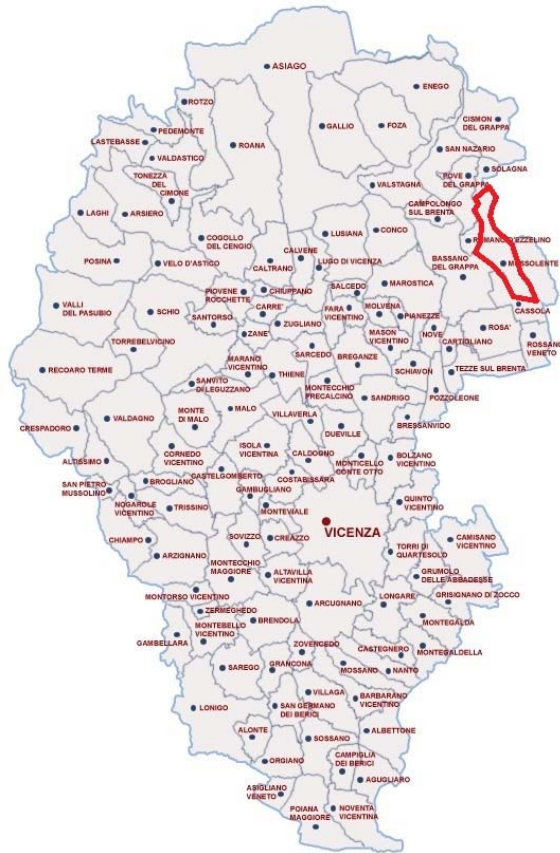 ASIAGO
ENEGO
ROTZO
CISMON
DEL GRAPPA
GALLIO
FOZA
PEDEMONTE
LASTEBASSE
ROANA
SAN NAZARIO
VALDASTICO
SOLAGNA
TONEZZA
DEL
CIMONE
VALSTAGNA
POVE
DEL GRAPPA
CAMPOLONGO
SUL BRENTA
LAGHI
ARSIERO
COGOLLO
DEL CENGIO
LUSIANA
CONCO
ROMANO D'EZZELINO
CALVENE
BASSANO
DEL GRAPPA
MUSSOLENTE
POSINA
VELO D'ASTICO
CALTRANO
LUGO DI VICENZA
PIOVENE
ROCCHETTE
CHIUPPANO
SALCEDO
MAROSTICA
VALLI
DEL PASUBIO
SCHIO
SANTORSO
CARRE'
FARA
VICENTINO
MOLVENA
PIANEZZE
CASSOLA
ZUGLIANO
ROSA'
ZANE'
MASON
VICENTINO
NOVE
ROSSANO
VENETO
TORREBELVICINO
SARCEDO
CARTIGLIANO
MARANO
VICENTINO
BREGANZE
RECOARO TERME
THIENE
SCHIAVON
TEZZE SUL BRENTA
SANVITO
DI LEGUZZANO
MONTECCHIO
PRECALCINO
POZZOLEONE
SANDRIGO
VALDAGNO
MONTE
DI MALO
MALO
VILLAVERLA
BRESSANVIDO
CRESPADORO
DUEVILLE
ISOLA
VICENTINA
CORNEDO
VICENTINO
CALDOGNO
MONTICELLO
CONTE OTTO
BOLZANO
VICENTINO
ALTISSIMO
CASTELGOMBERTO
COSTABISSARA
SAN PIETRO
MUSSOLINO
BROGLIANO
GAMBUGLIANO
NOGAROLE
VICENTINO
TRISSINO
MONTEVIALE
QUINTO
VICENTINO
VICENZA
CHIAMPO
SOVIZZO
CREAZZO
CAMISANO
VICENTINO
ARZIGNANO
TORRI DI
QUARTESOLO
MONTECCHIO
MAGGIORE
ALTAVILLA
VICENTINA
GRUMOLO
DELLE ABBADESSE
MONTORSO VICENTINO
LONGARE
GRISIGNANO DI ZOCCO
ARCUGNANO
ZERMEGHEDO
MONTEGALDA
MONTEBELLO
VICENTINO
BRENDOLA
GAMBELLARA
ZOVENCEDO
CASTEGNERO
MONTEGALDELLA
SAREGO
GRANCONA
MOSSANO
NANTO
VILLAGA
BARBARANO
VICENTINO
LONIGO
SAN GERMANO
DEI BERICI
ALBETTONE
ALONTE
SOSSANO
CAMPIGLIA
DEI BERICI
ORGIANO
AGUGLIARO
ASIGLIANO
VENETO
POIANA
MAGGIORE
NOVENTA
VICENTINA